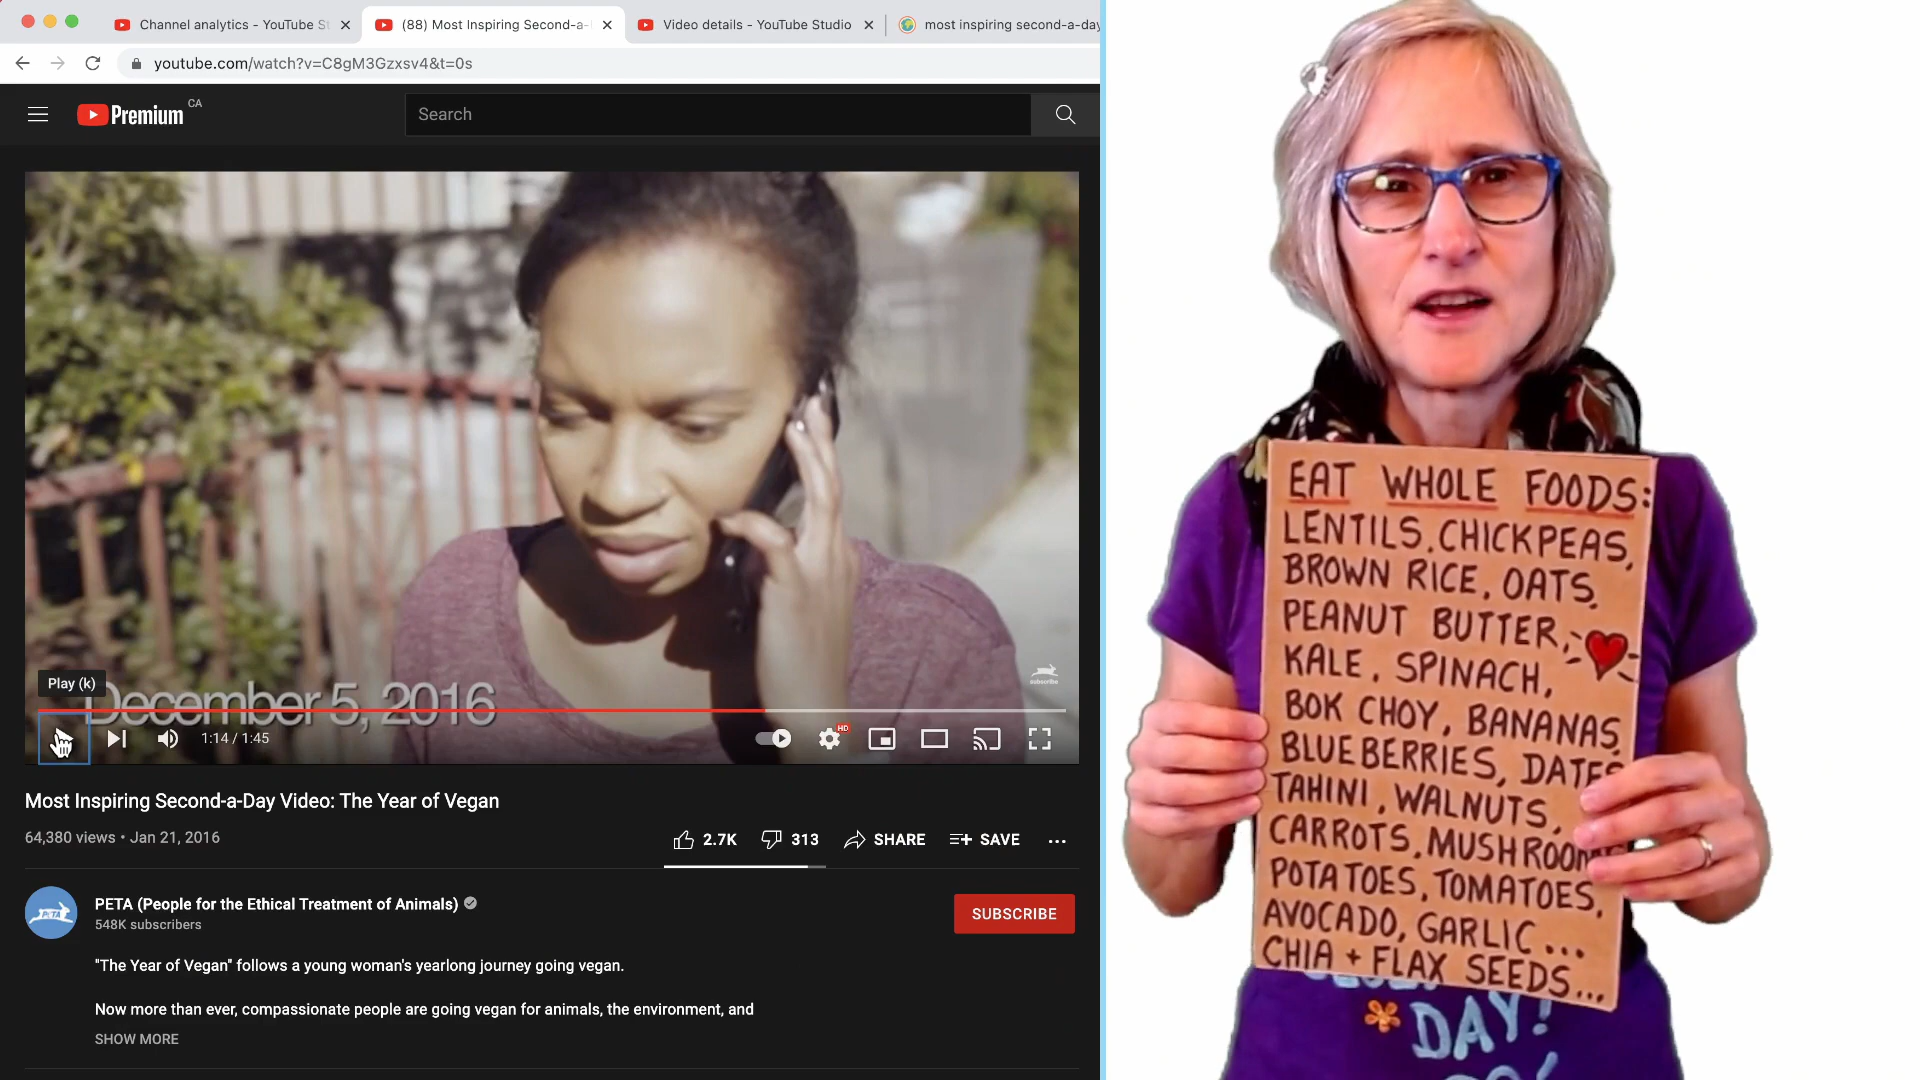 Channel analytics - YouTube St
(88) Most Inspiring Second-a-
Video details - YouTube Studio
most inspiring second-a-day
youtube.com/watch?v=C8gM3Gzxsv4&t=0s
Premium CA
Search
Play (k)
December 5, 2016
subscribe
1:14 / 1:45
HD
Most Inspiring Second-a-Day Video: The Year of Vegan
64,380 views • Jan 21, 2016
2.7K
313
SHARE
SAVE
PETA
PETA (People for the Ethical Treatment of Animals)
548K subscribers
SUBSCRIBE
"The Year of Vegan" follows a young woman's yearlong journey going vegan.
Now more than ever, compassionate people are going vegan for animals, the environment, and
SHOW MORE
EAT WHOLE FOODS:
LENTILS, CHICKPEAS,
BROWN RICE, OATS,
PEANUT BUTTER,
KALE, SPINACH,
BOK CHOY, BANANAS,
BLUEBERRIES, DATES
TAHINI, WALNUTS,
CARROTS, MUSHROOM
POTATOES, TOMATOES,
AVOCADO, GARLIC...
CHIA + FLAX SEEDS...
DAY!